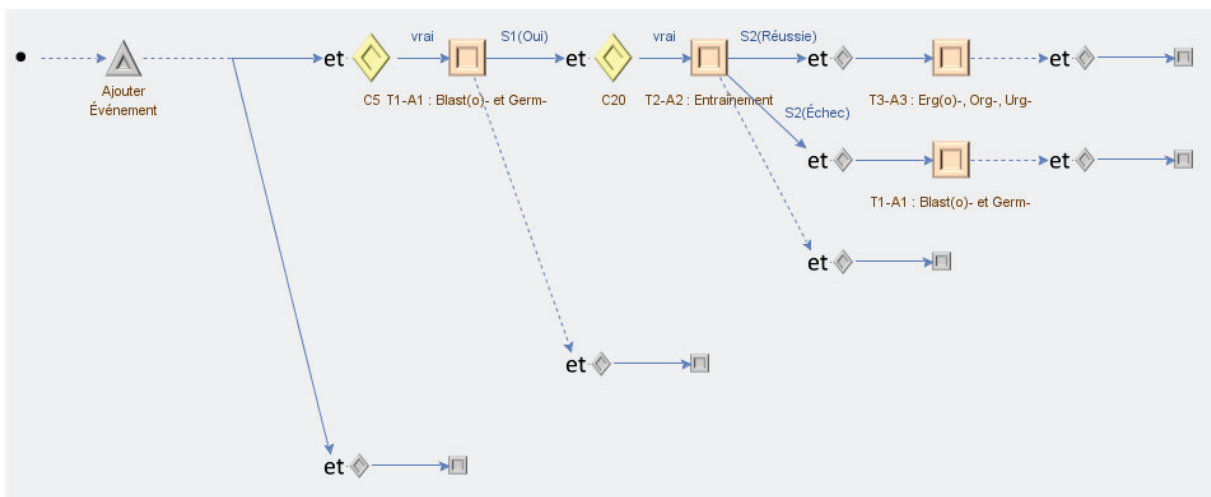 vrai S1(Oui) vrai S2(Réussie)
et et et et
Ajouter
Événement
C5 T1-A1 : Blast(o)- et Germ- C20 T2-A2 : Entrainement T3-A3 : Erg(o)-, Org-, Urg-
S2(Échec)
et et
T1-A1 : Blast(o)- et Germ-
et
et
et